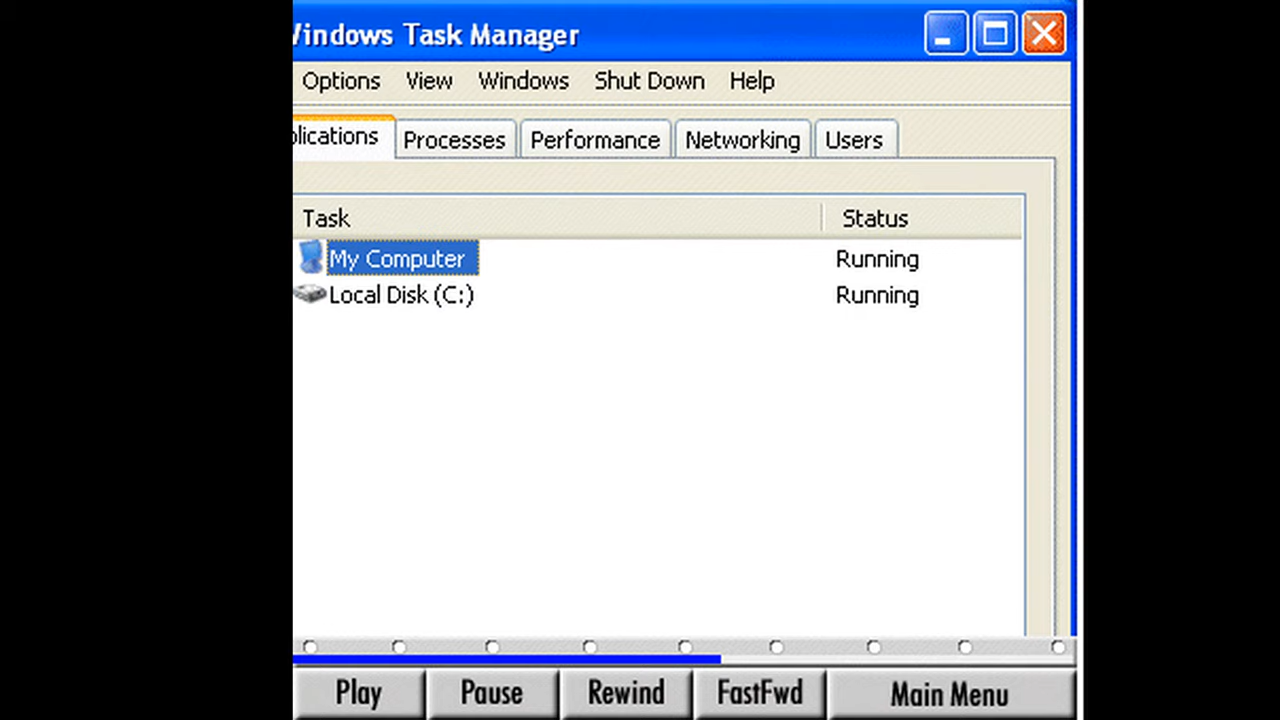 Windows Task Manager
Options View Windows Shut Down Help
plications Processes Performance Networking Users
Task Status
My Computer Running
Local Disk (C:) Running
Play Pause Rewind FastFwd Main Menu